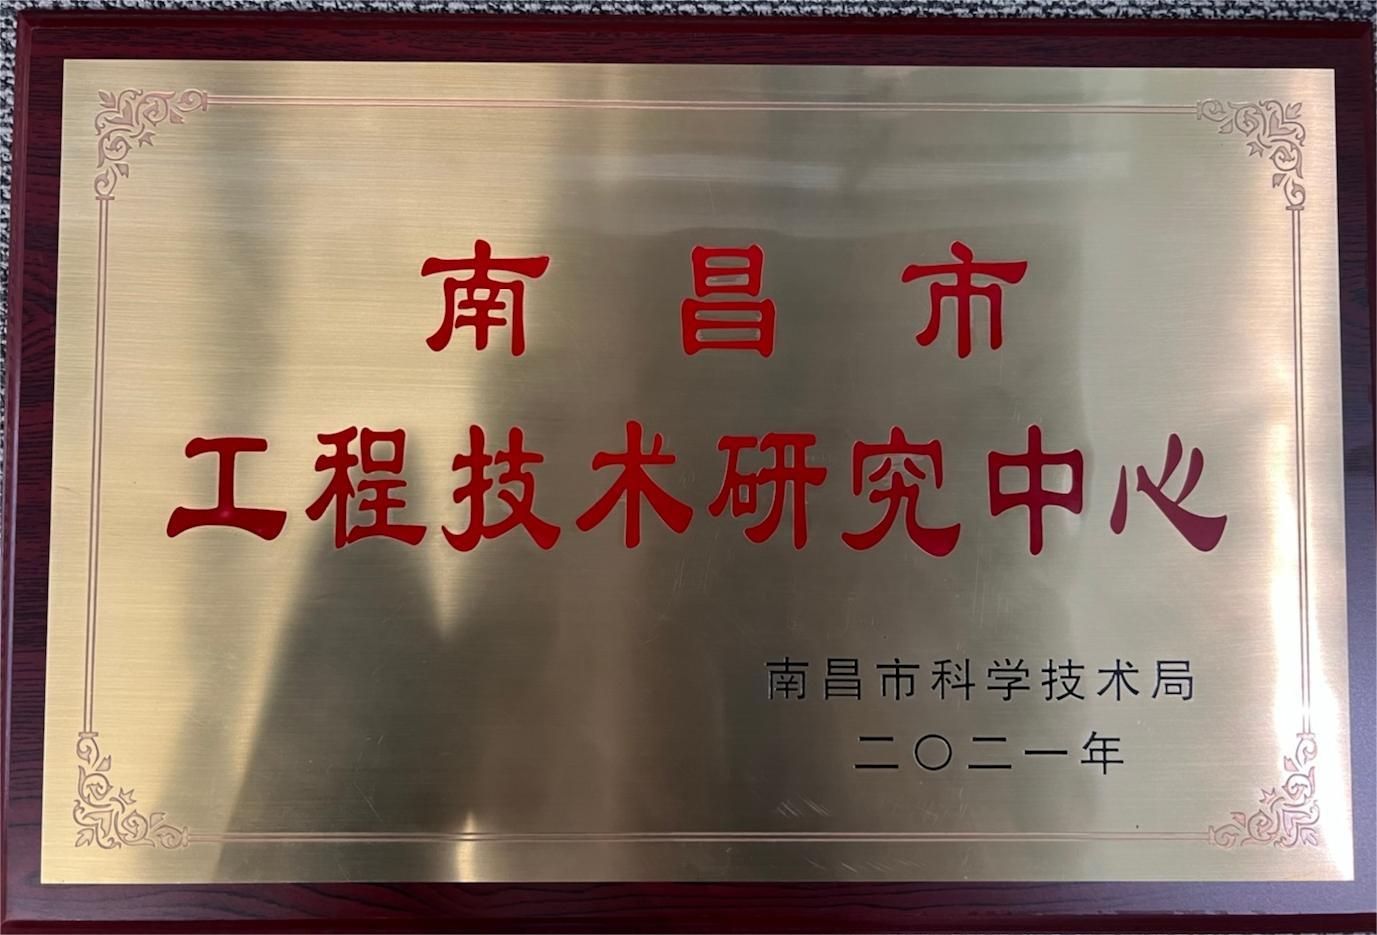 南昌市
工程技术研究中心
南昌市科学技术局
二〇二一年